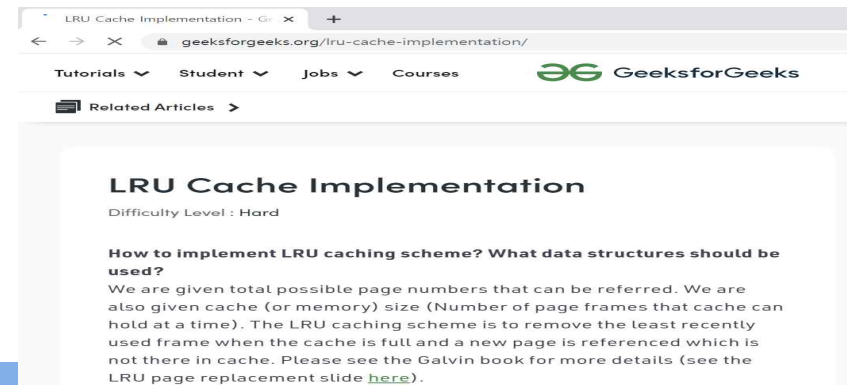 LRU Cache Implementation - Ge
geeksforgeeks.org/lru-cache-implementation/
Tutorials Student Jobs Courses GeeksforGeeks
Related Articles
LRU Cache Implementation
Difficulty Level : Hard
How to implement LRU caching scheme? What data structures should be
used?
We are given total possible page numbers that can be referred. We are
also given cache (or memory) size (Number of page frames that cache can
hold at a time). The LRU caching scheme is to remove the least recently
used frame when the cache is full and a new page is referenced which is
not there in cache. Please see the Galvin book for more details (see the
LRU page replacement slide here).